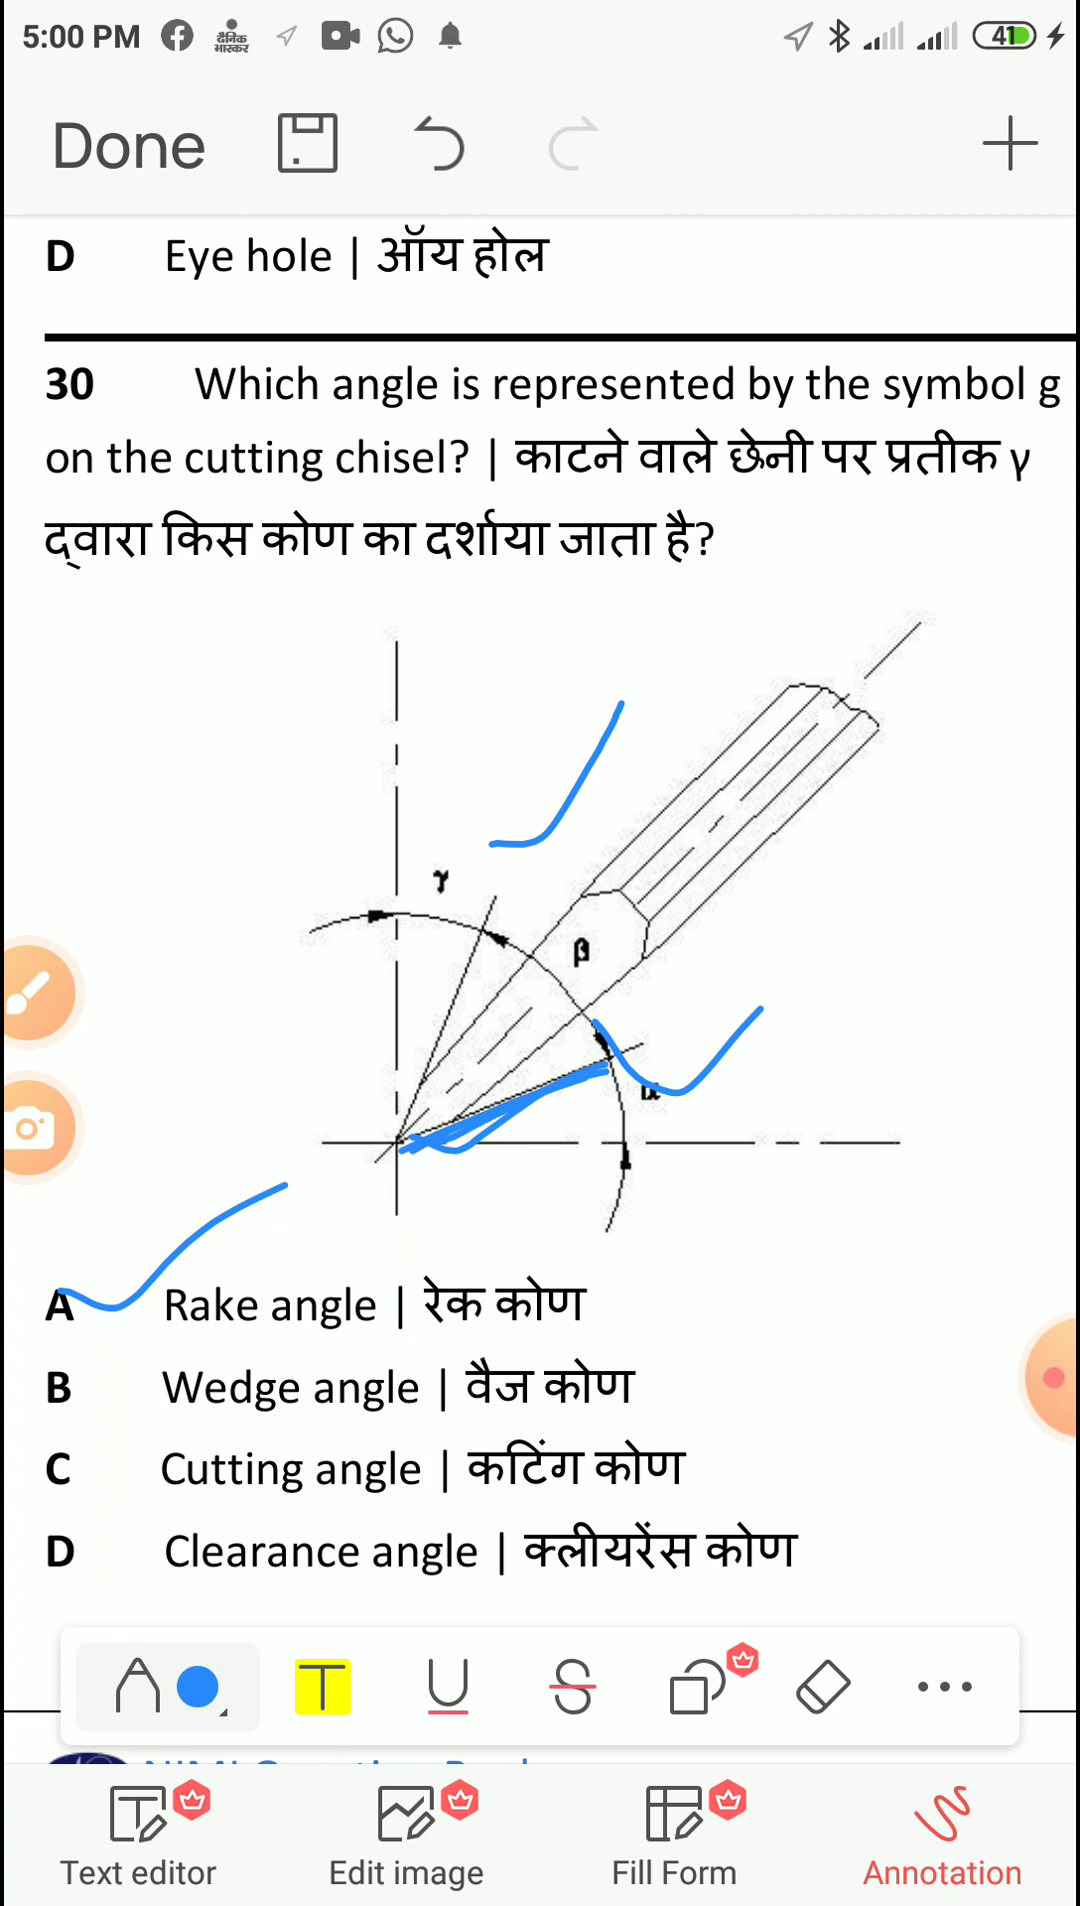 5:00 PM
दैनिक
भास्कर
41
Done
D Eye hole | ऑय होल
30 Which angle is represented by the symbol g
on the cutting chisel? | काटने वाले छेनी पर प्रतीक γ
द्वारा किस कोण का दर्शाया जाता है?
γ
β
α
A Rake angle | रेक कोण
B Wedge angle | वैज कोण
C Cutting angle | कटिंग कोण
D Clearance angle | क्लीयरेंस कोण
Text editor Edit image Fill Form Annotation